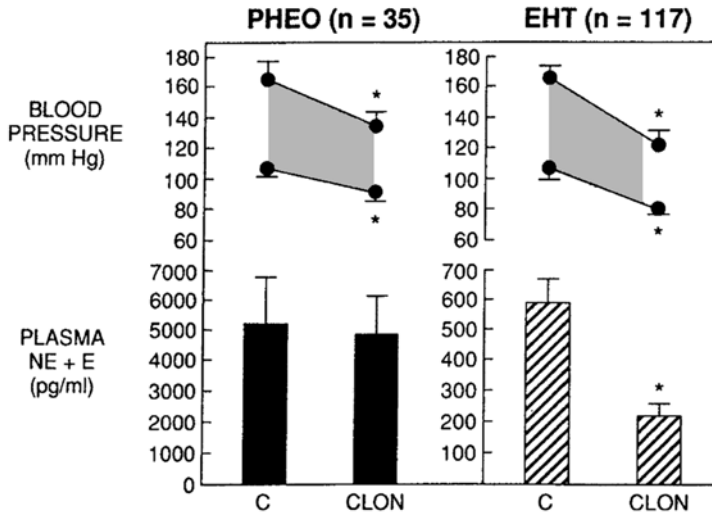 PHEO (n = 35)
EHT (n = 117)
BLOOD
PRESSURE
(mm Hg)
180
160
140
120
100
80
60
*
*
180
160
140
120
100
80
60
*
*
PLASMA
NE + E
(pg/ml)
7000
6000
5000
4000
3000
2000
1000
0
C
CLON
700
600
500
400
300
200
100
*
C
CLON